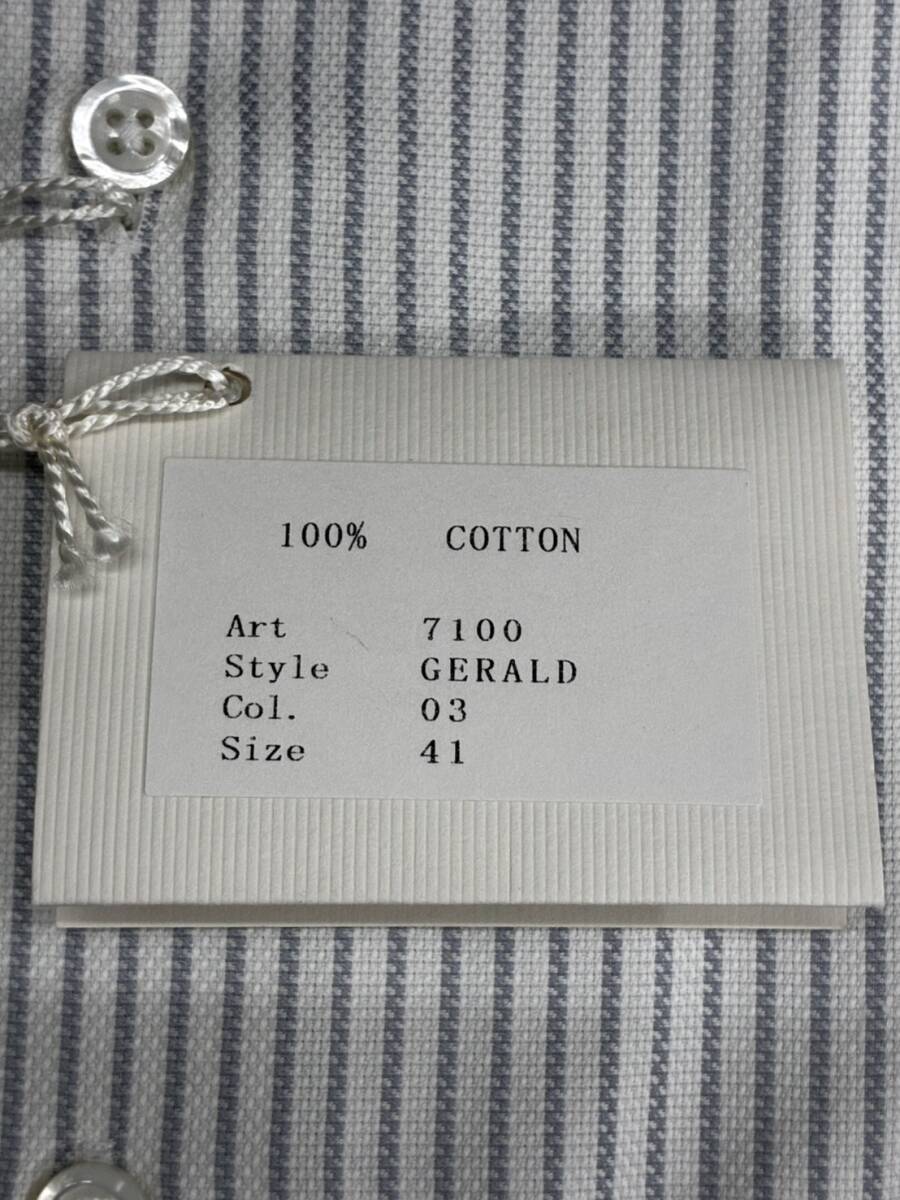 100% COTTON
Art 7100
Style GERALD
Col. 03
Size 41